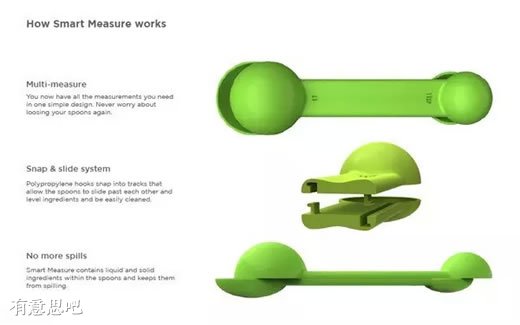 How Smart Measure works
Multi-measure
You now have all the measurements you need
in one simple design. Never worry about
loosing your spoons again.
Snap & slide system
Polypropylene hooks snap into tracks that
allow the spoons to slide past each other and
level ingredients and be easily cleaned.
No more spills
Smart Measure contains liquid and solid
ingredients within the spoons and keeps them
from spilling.
有意思吧